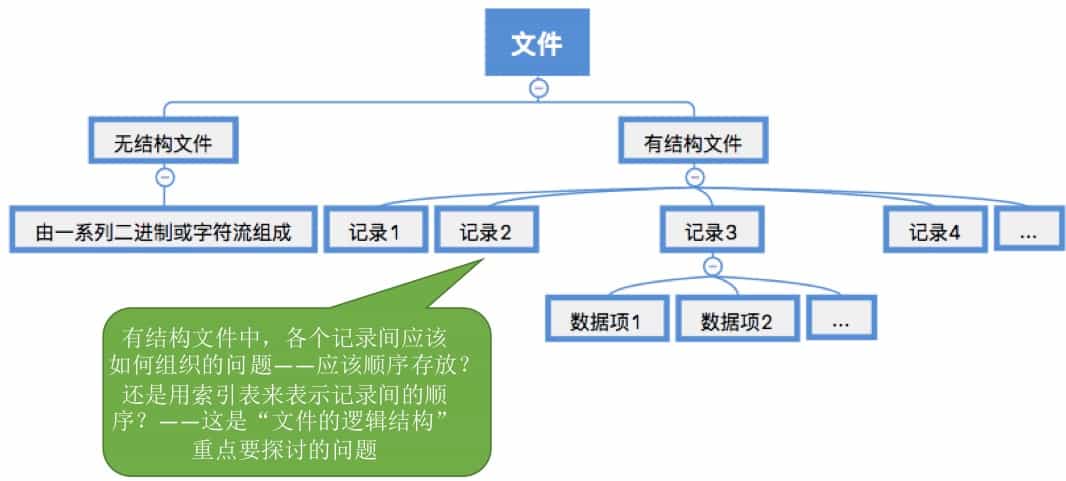 文件
无结构文件
有结构文件
由一系列二进制或字符流组成
记录1
记录2
记录3
记录4
...
数据项1
数据项2
...
有结构文件中，各个记录间应该
如何组织的问题——应该顺序存放？
还是用索引表来表示记录间的顺
序？——这是“文件的逻辑结构”
重点要探讨的问题